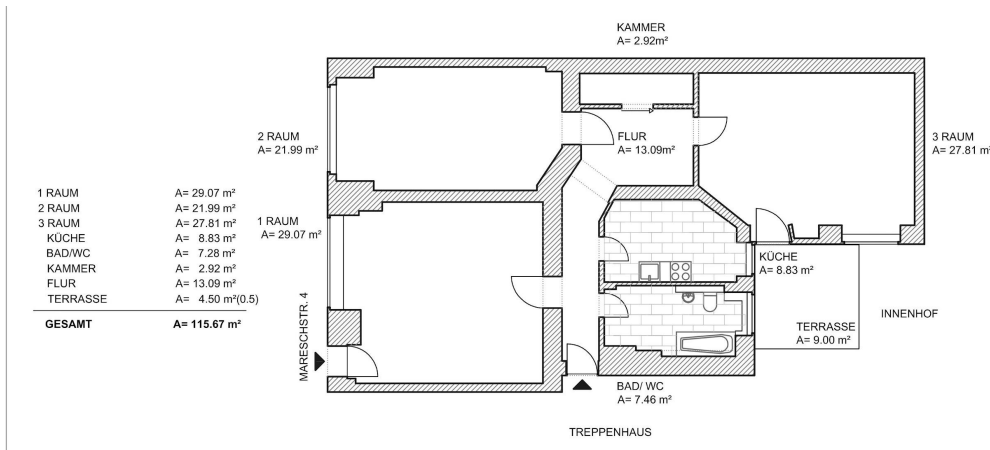 KAMMER
A= 2.92m²
2 RAUM
A= 21.99 m²
FLUR
A= 13.09m²
3 RAUM
A= 27.81 m²
1 RAUM A= 29.07 m²
2 RAUM A= 21.99 m²
3 RAUM A= 27.81 m²
KÜCHE A= 8.83 m²
BAD/WC A= 7.28 m²
KAMMER A= 2.92 m²
FLUR A= 13.09 m²
TERRASSE A= 4.50 m²(0.5)
GESAMT A= 115.67 m²
1 RAUM
A= 29.07 m²
KÜCHE
A= 8.83 m²
MARESCHSTR. 4
TERRASSE
A= 9.00 m²
INNENHOF
BAD/ WC
A= 7.46 m²
TREPPENHAUS